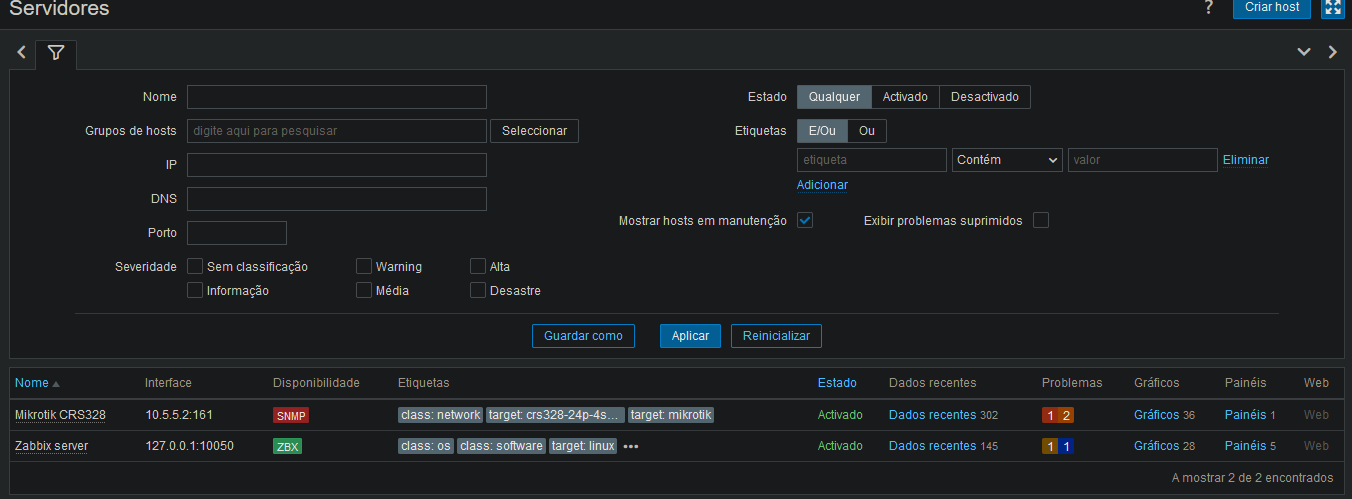 Servidores ? Criar host
Nome Estado Qualquer Activado Desactivado
Grupos de hosts digite aqui para pesquisar Seleccionar Etiquetas E/Ou Ou
IP etiqueta Contém valor Eliminar
Adicionar
DNS
Mostrar hosts em manutenção Exibir problemas suprimidos
Porto
Severidade Sem classificação Warning Alta
Informação Média Desastre
Guardar como Aplicar Reinicializar
Nome Interface Disponibilidade Etiquetas Estado Dados recentes Problemas Gráficos Painéis Web
Mikrotik CRS328 10.5.5.2:161 SNMP class: network target: crs328-24p-4s... target: mikrotik Activado Dados recentes 302 1 2 Gráficos 36 Painéis 1 Web
Zabbix server 127.0.0.1:10050 ZBX class: os class: software target: linux ••• Activado Dados recentes 145 1 1 Gráficos 28 Painéis 5 Web
A mostrar 2 de 2 encontrados